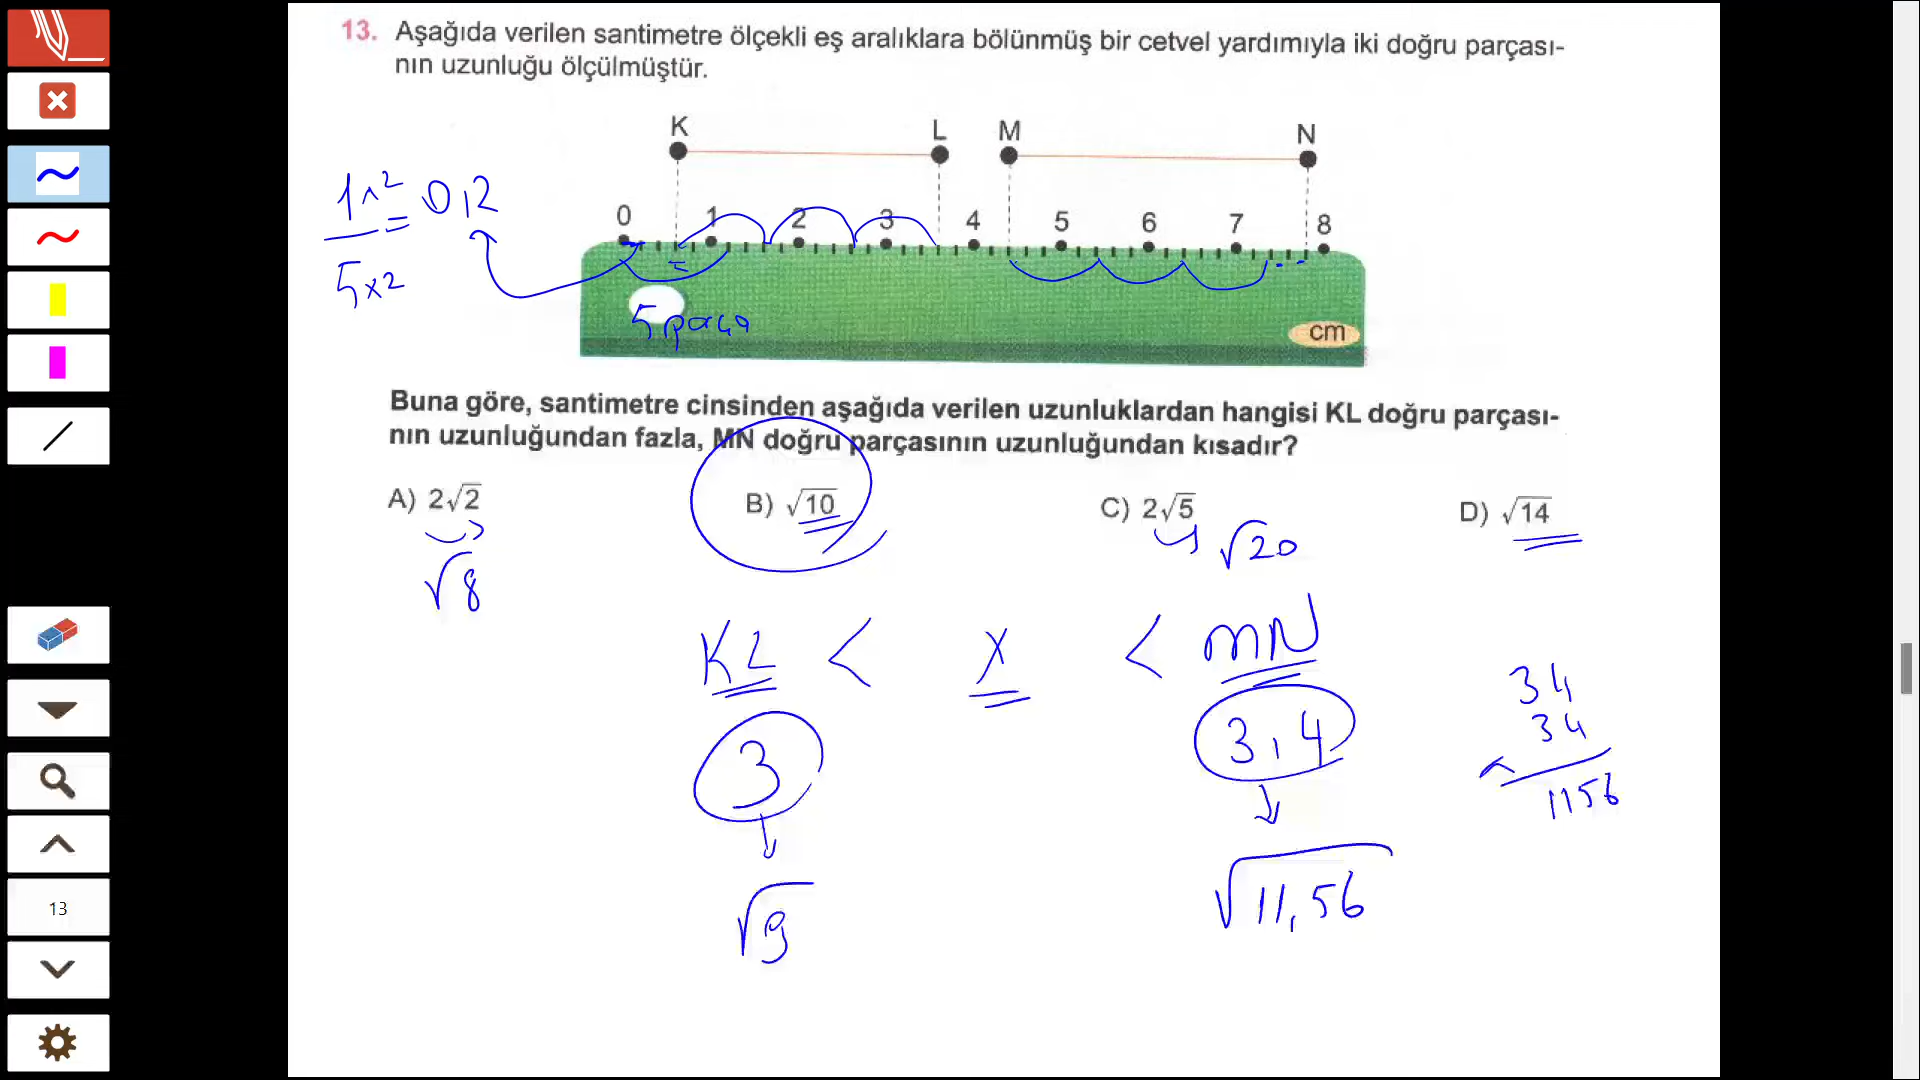 13. Aşağıda verilen santimetre ölçekli eş aralıklara bölünmüş bir cetvel yardımıyla iki doğru parçası-
nın uzunluğu ölçülmüştür.
K L M N
1x2 = 0,2
5x2
0 1 2 3 4 5 6 7 8
5 parça
cm
Buna göre, santimetre cinsinden aşağıda verilen uzunluklardan hangisi KL doğru parçası-
nın uzunluğundan fazla, MN doğru parçasının uzunluğundan kısadır?
A) 2√2 B) √10 C) 2√5 D) √14
√8 √20
KL < x < MN
3 3,4
34
34
x
1156
√9 √11,56
13